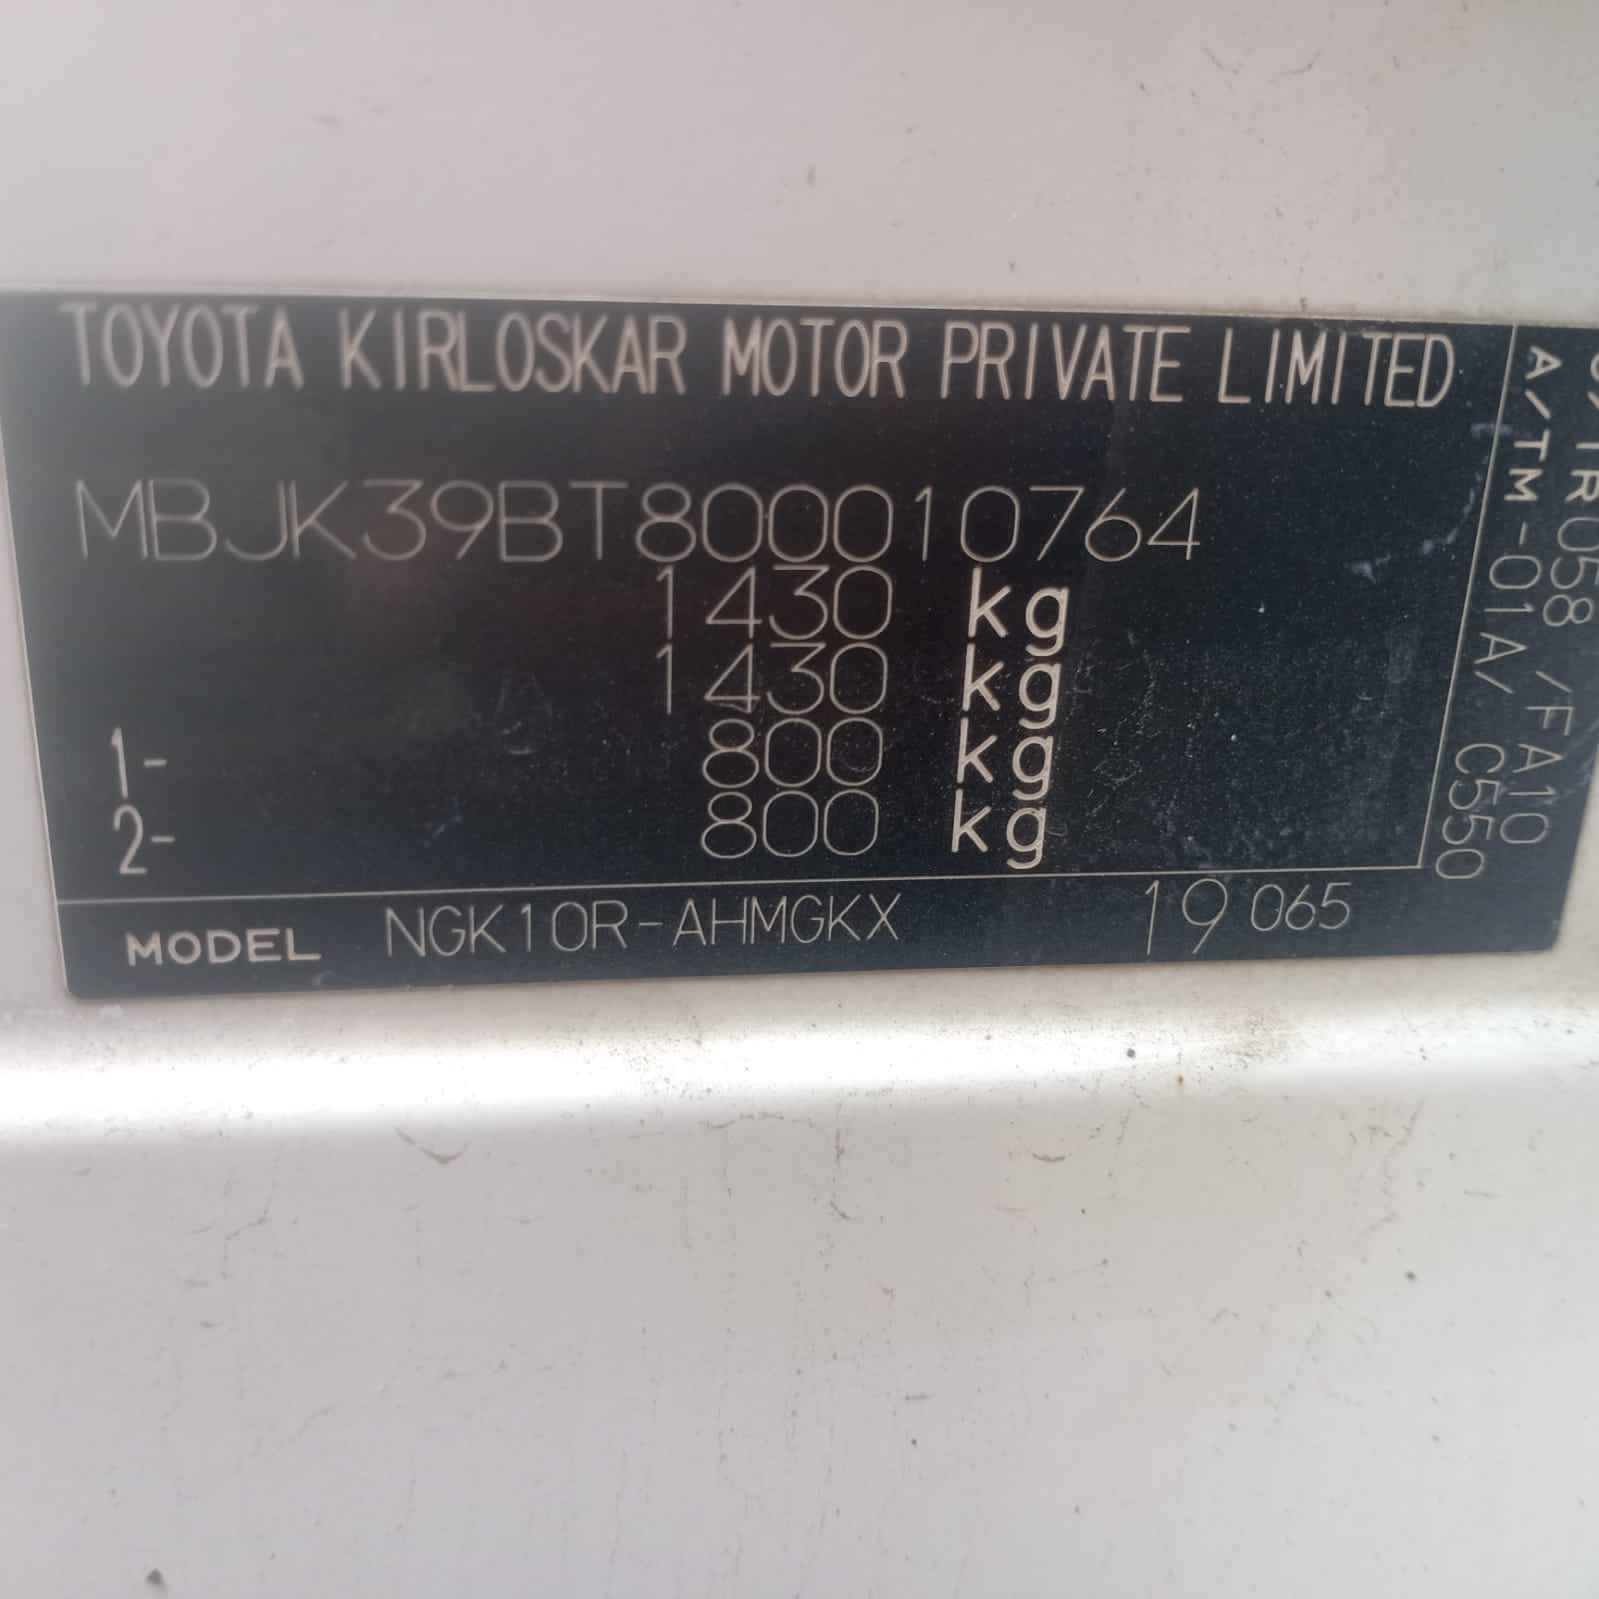 TOYOTA KIRLOSKAR MOTOR PRIVATE LIMITED
MBJK39BT800010764
1430 kg
1430 kg
1- 800 kg
2- 800 kg
MODEL NGK10R-AHMGKX 19 065
/TR058 /FA10
A/TM -01A/ C550